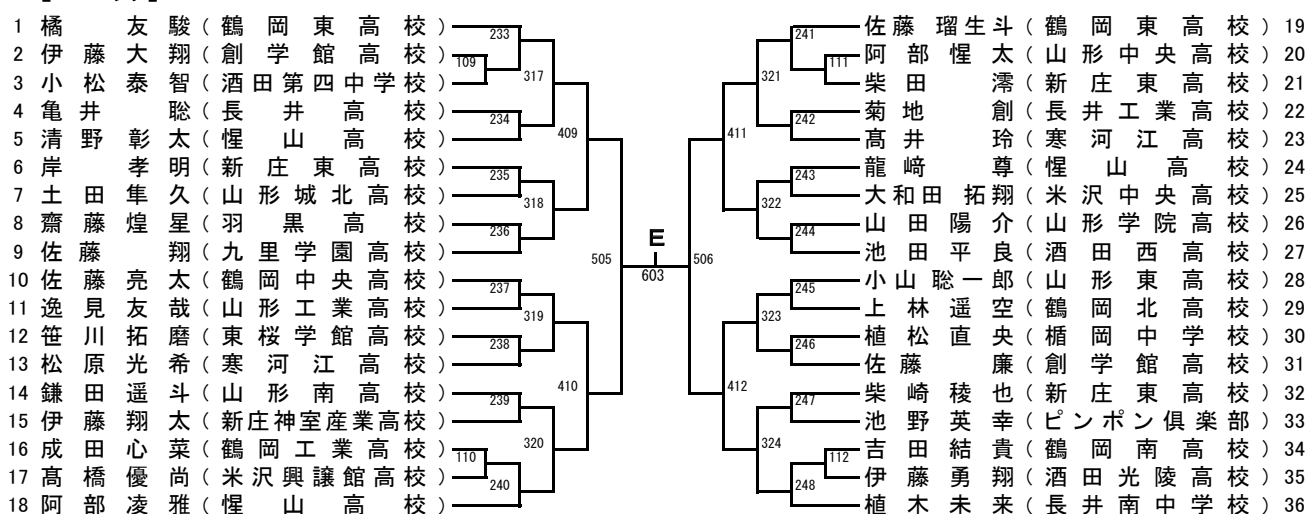 1 橘 友駿 (鶴岡東高校)
2 伊藤大翔 (創学館高校)
3 小松泰智 (酒田第四中学校)
4 亀井 聡 (長井高校)
5 清野彰太 (惺山高校)
6 岸 孝明 (新庄東高校)
7 土田隼久 (山形城北高校)
8 齋藤煌星 (羽黒高校)
9 佐藤 翔 (九里学園高校)
10 佐藤亮太 (鶴岡中央高校)
11 逸見友哉 (山形工業高校)
12 笹川拓磨 (東桜学館高校)
13 松原光希 (寒河江高校)
14 鎌田遥斗 (山形南高校)
15 伊藤翔太 (新庄神室産業高校)
16 成田心菜 (鶴岡工業高校)
17 髙橋優尚 (米沢興譲館高校)
18 阿部凌雅 (惺山高校)
233
109
317
234
409
235
318
236
505
237
319
238
410
239
320
110
240
E
603
506
241
111
321
242
411
243
322
244
245
323
246
412
247
324
112
248
佐藤瑠生斗 (鶴岡東高校) 19
阿部惺太 (山形中央高校) 20
柴田 澪 (新庄東高校) 21
菊地 創 (長井工業高校) 22
髙井 玲 (寒河江高校) 23
龍﨑 尊 (惺山高校) 24
大和田拓翔 (米沢中央高校) 25
山田陽介 (山形学院高校) 26
池田平良 (酒田西高校) 27
小山聡一郎 (山形東高校) 28
上林遥空 (鶴岡北高校) 29
植松直央 (楯岡中学校) 30
佐藤 廉 (創学館高校) 31
柴崎稜也 (新庄東高校) 32
池野英幸 (ピンポン倶楽部) 33
吉田結貴 (鶴岡南高校) 34
伊藤勇翔 (酒田光陵高校) 35
植木未来 (長井南中学校) 36